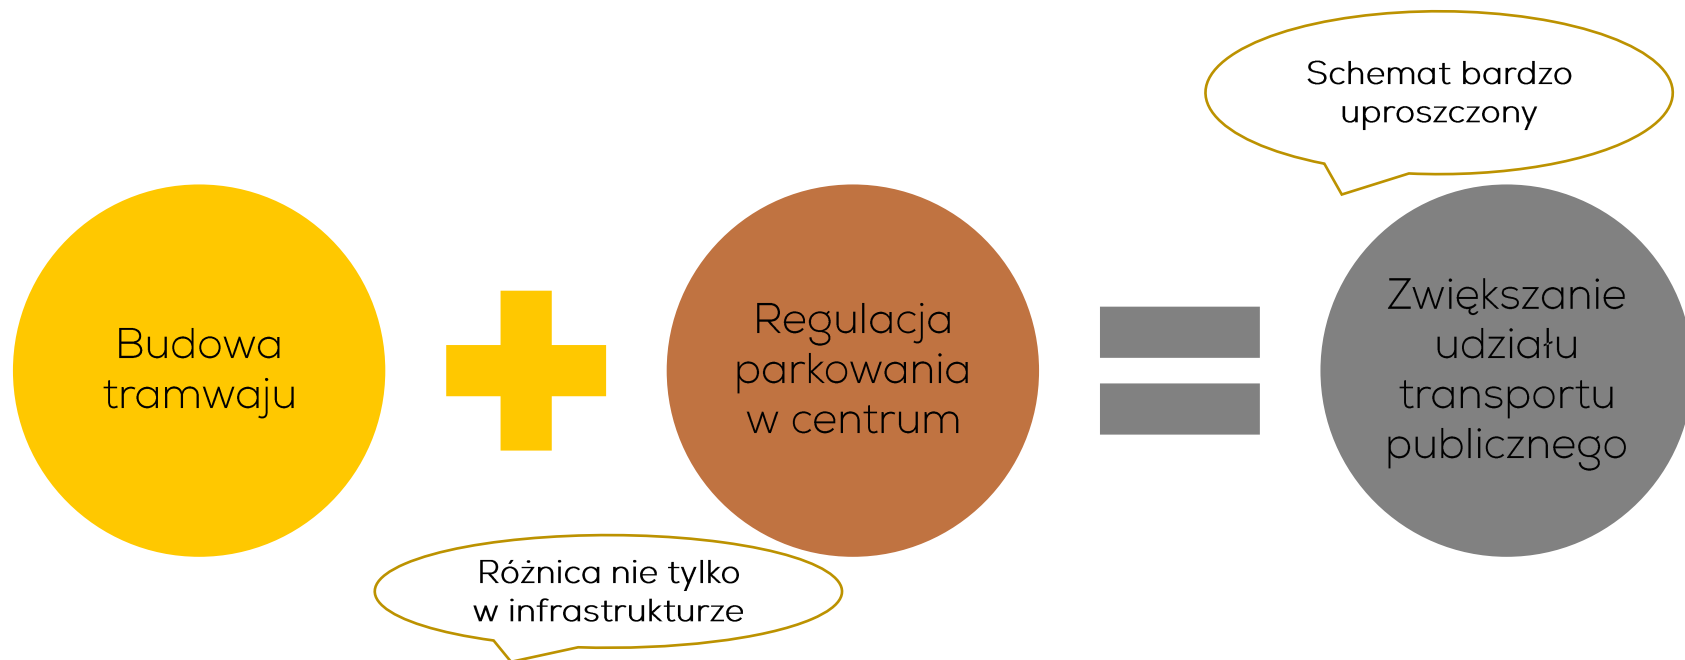 Schemat bardzo
uproszczony
Budowa
tramwaju
Regulacja
parkowania
w centrum
Zwiększanie
udziału
transportu
publicznego
Różnica nie tylko
w infrastrukturze